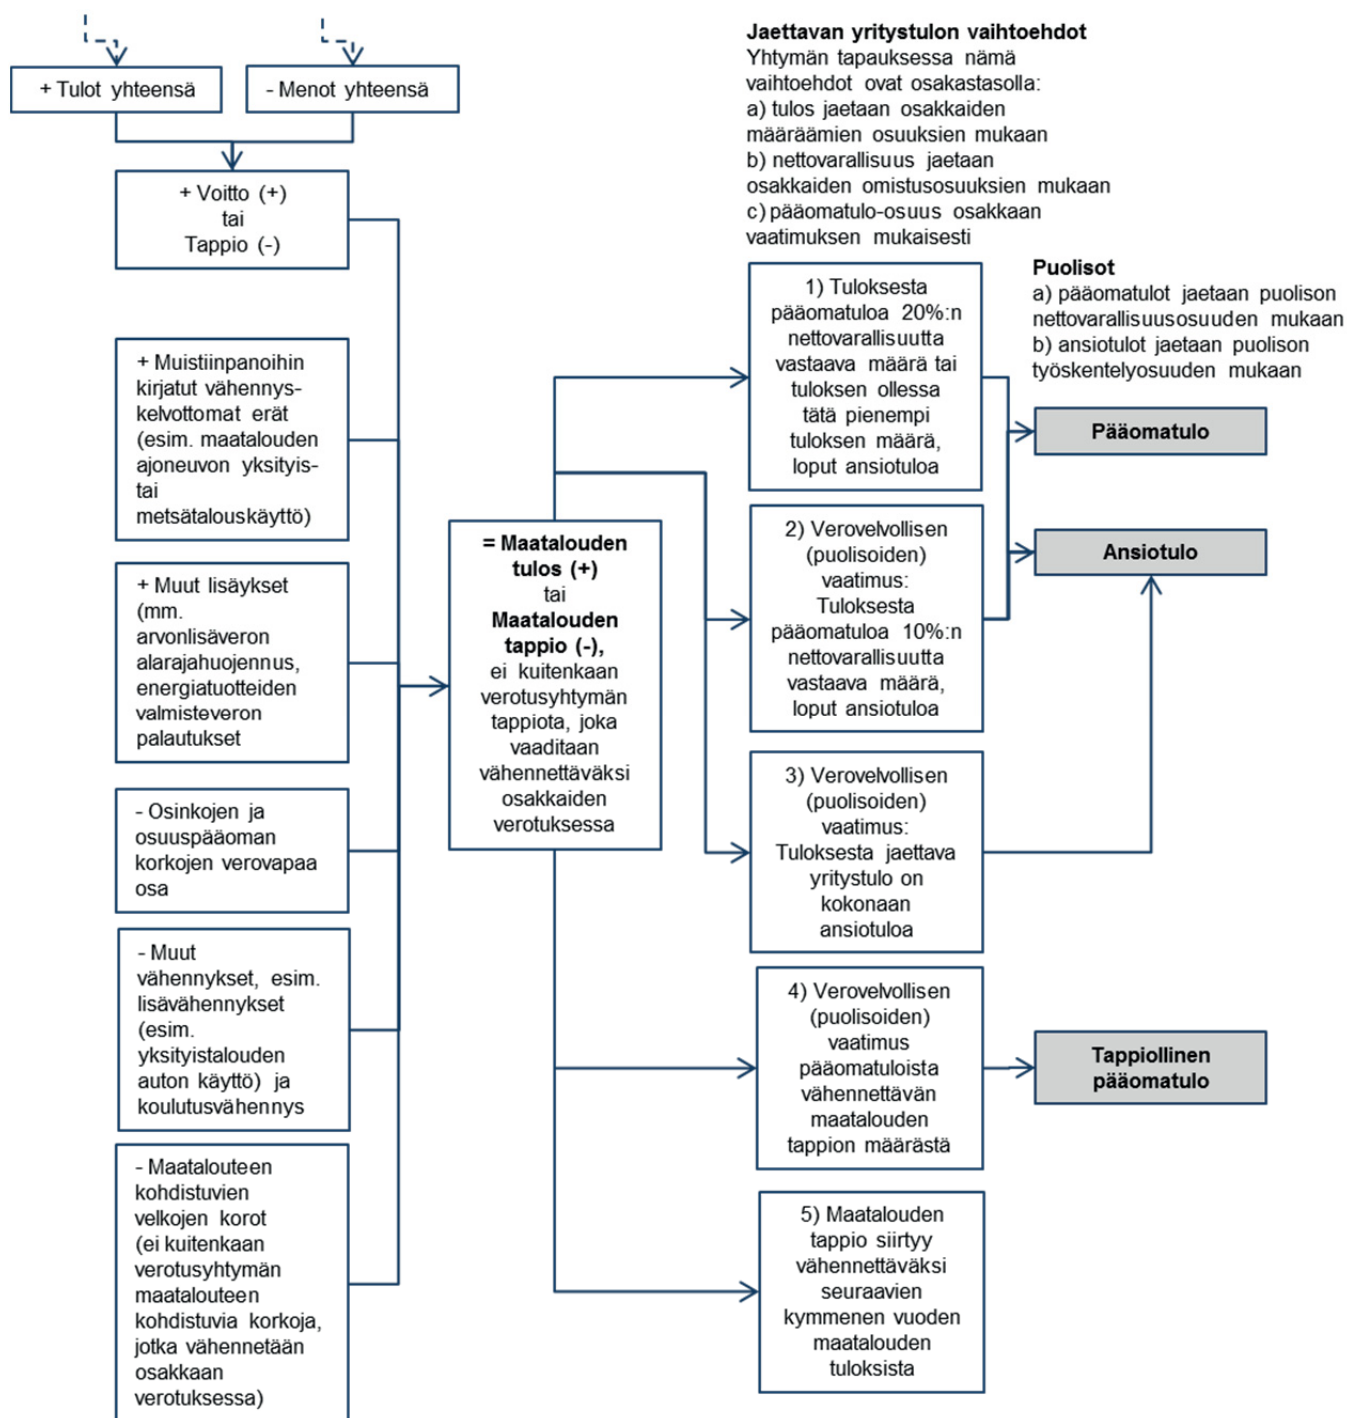 + Tulot yhteensä
- Menot yhteensä
+ Voitto (+)
tai
Tappio (-)
+ Muistiinpanoihin
kirjatut vähennys-
kelvottomat erät
(esim. maatalouden
ajoneuvon yksityis-
tai
metsätalouskäyttö)
+ Muut lisäykset
(mm.
arvonlisäveron
alarajahuojennus,
energiatuotteiden
valmisteveron
palautukset
- Osinkojen ja
osuuspääoman
korkojen verovapaa
osa
- Muut
vähennykset, esim.
lisävähennykset
(esim.
yksityistalouden
auton käyttö) ja
koulutusvähennys
- Maatalouteen
kohdistuvien
velkojen korot
(ei kuitenkaan
verotusyhtymän
maatalouteen
kohdistuvia korkoja,
jotka vähennetään
osakkaan
verotuksessa)
= Maatalouden
tulos (+)
tai
Maatalouden
tappio (-),
ei kuitenkaan
verotusyhtymän
tappiota, joka
vaaditaan
vähennettäväksi
osakkaiden
verotuksessa
Jaettavan yritystulon vaihtoehdot
Yhtymän tapauksessa nämä
vaihtoehdot ovat osakastasolla:
a) tulos jaetaan osakkaiden
määräämien osuuksien mukaan
b) nettovarallisuus jaetaan
osakkaiden omistusosuuksien mukaan
c) pääomatulo-osuus osakkaan
vaatimuksen mukaisesti
1) Tuloksesta
pääomatuloa 20%:n
nettovarallisuutta
vastaava määrä tai
tuloksen ollessa
tätä pienempi
tuloksen määrä,
loput ansiotuloa
2) Verovelvollisen
(puolisoiden)
vaatimus:
Tuloksesta
pääomatuloa 10%:n
nettovarallisuutta
vastaava määrä,
loput ansiotuloa
3) Verovelvollisen
(puolisoiden)
vaatimus:
Tuloksesta jaettava
yritystulo on
kokonaan
ansiotuloa
4) Verovelvollisen
(puolisoiden)
vaatimus
pääomatuloista
vähennettävän
maatalouden
tappion määrästä
5) Maatalouden
tappio siirtyy
vähennettäväksi
seuraavien
kymmenen vuoden
maatalouden
tuloksista
Puolisot
a) pääomatulot jaetaan puolison
nettovarallisuusosuuden mukaan
b) ansiotulot jaetaan puolison
työskentelyosuuden mukaan
Pääomatulo
Ansiotulo
Tappiollinen
pääomatulo